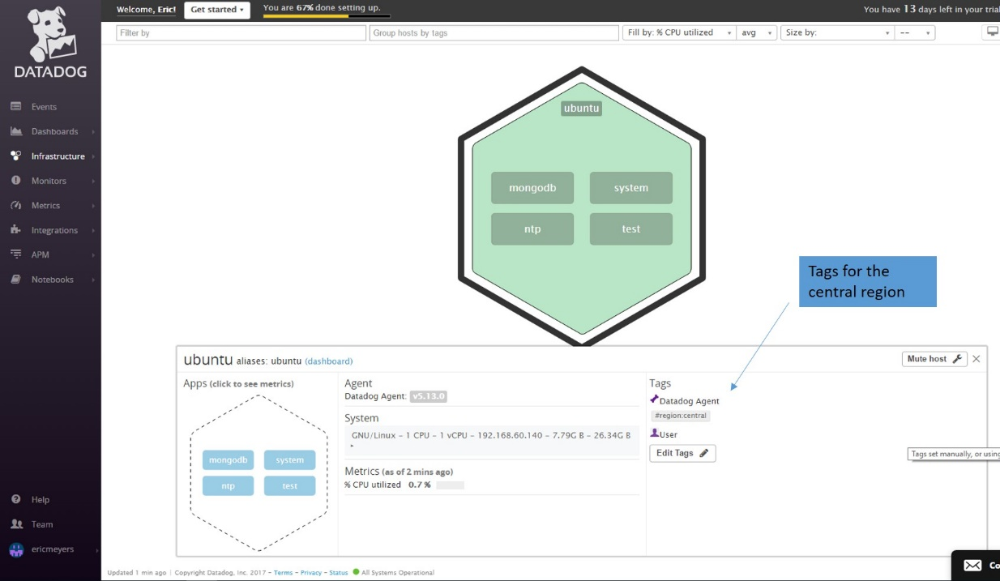 DATADOG
Welcome, Eric!
Get started
You are 67% done setting up.
You have 13 days left in your trial
Filter by
Group hosts by tags
Fill by: % CPU utilized
avg
Size by:
--
Events
Dashboards
Infrastructure
Monitors
Metrics
Integrations
APM
Notebooks
ubuntu
mongodb
system
ntp
test
Tags for the
central region
ubuntu aliases: ubuntu (dashboard)
Mute host
Apps (click to see metrics)
mongodb
system
ntp
test
Agent
Datadog Agent: v5.13.0
System
GNU/Linux – 1 CPU – 1 vCPU – 192.168.60.140 – 7.79G B – 26.34G B
Metrics (as of 2 mins ago)
% CPU utilized 0.7 %
Tags
Datadog Agent
#region:central
User
Edit Tags
Tags set manually, or using
Help
Team
ericmeyers
Updated 1 min ago | Copyright Datadog, Inc. 2017 – Terms – Privacy – Status All Systems Operational